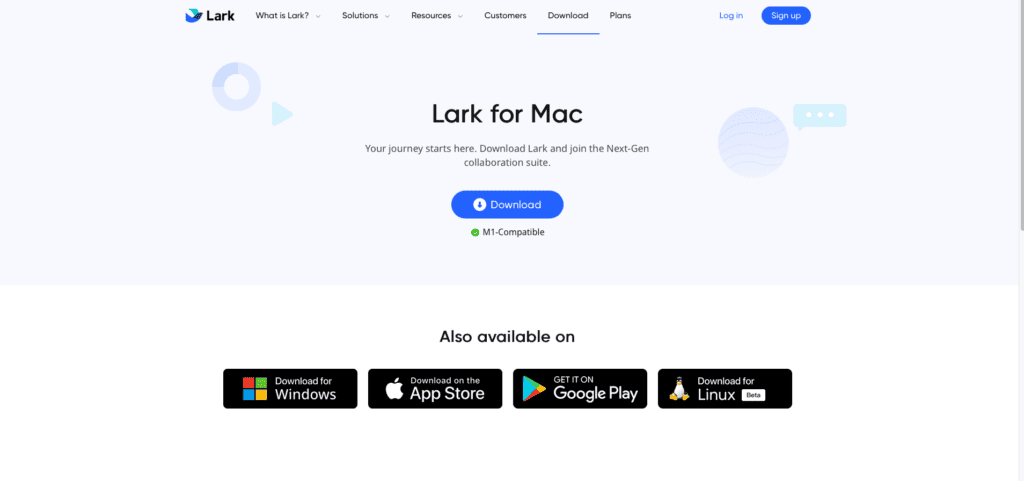 Lark What is Lark? Solutions Resources Customers Download Plans Log in Sign up
Lark for Mac
Your journey starts here. Download Lark and join the Next-Gen
collaboration suite.
Download
M1-Compatible
Also available on
Download for
Windows
Download on the
App Store
GET IT ON
Google Play
Download for
Linux Beta